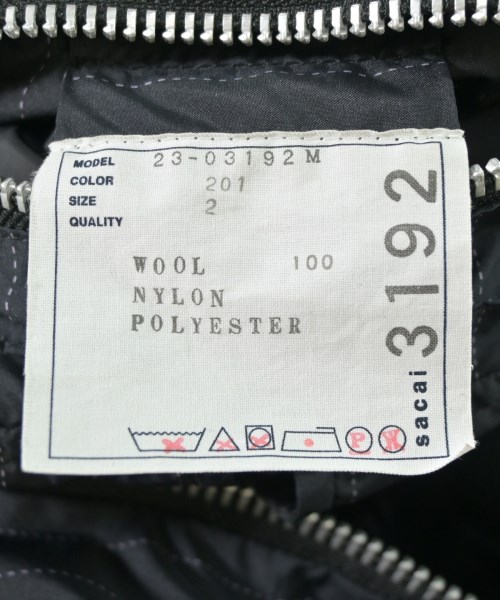 MODEL 23-03192M
COLOR 201
SIZE 2
QUALITY
WOOL 100
NYLON
POLYESTER
P
W
sacai 3192